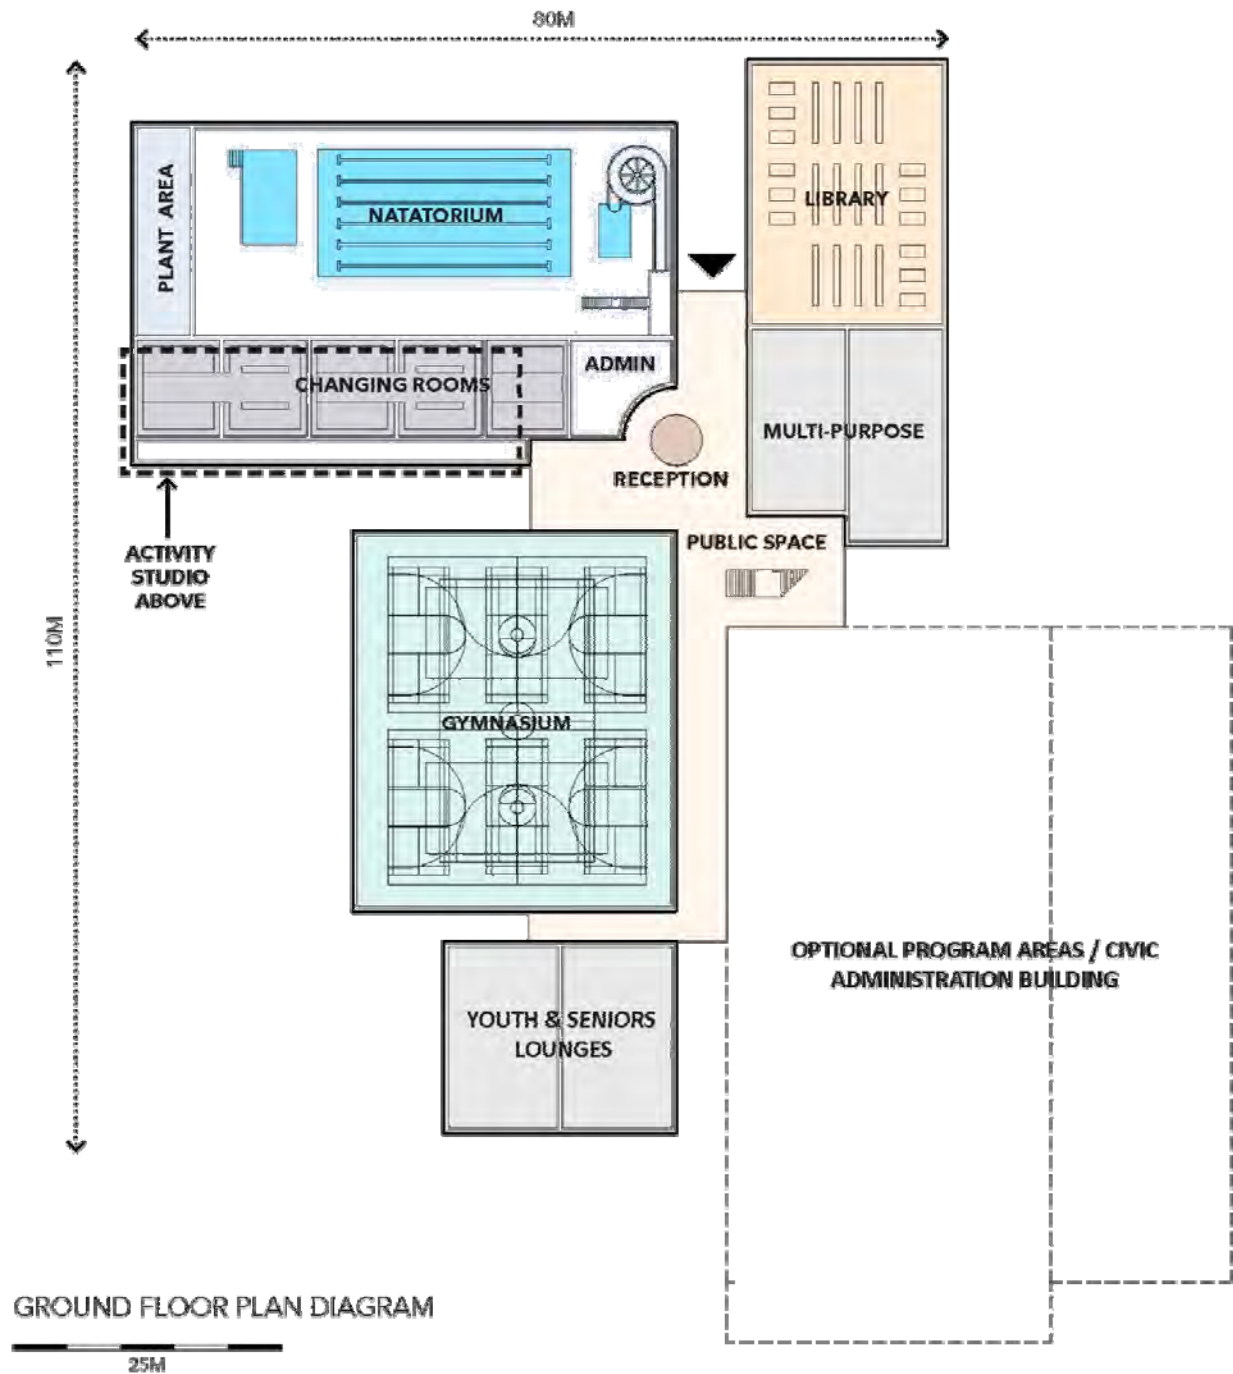 80M
LIBRARY
PLANT AREA
NATATORIUM
ADMIN
CHANGING ROOMS
MULTI-PURPOSE
RECEPTION
PUBLIC SPACE
ACTIVITY
STUDIO
ABOVE
110M
GYMNASIUM
OPTIONAL PROGRAM AREAS / CIVIC
ADMINISTRATION BUILDING
YOUTH & SENIORS
LOUNGES
GROUND FLOOR PLAN DIAGRAM
25M